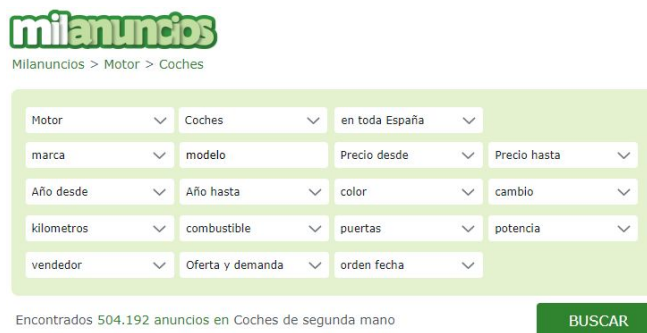 milanuncios
Milanuncios > Motor > Coches
Motor Coches en toda España
marca modelo Precio desde Precio hasta
Año desde Año hasta color cambio
kilometros combustible puertas potencia
vendedor Oferta y demanda orden fecha
Encontrados 504.192 anuncios en Coches de segunda mano BUSCAR